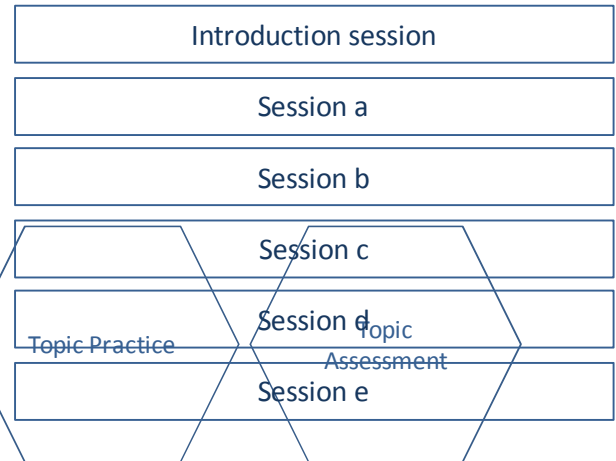 Introduction session
Session a
Session b
Session c
Session d
Topic
Topic Practice
Assessment
Session e